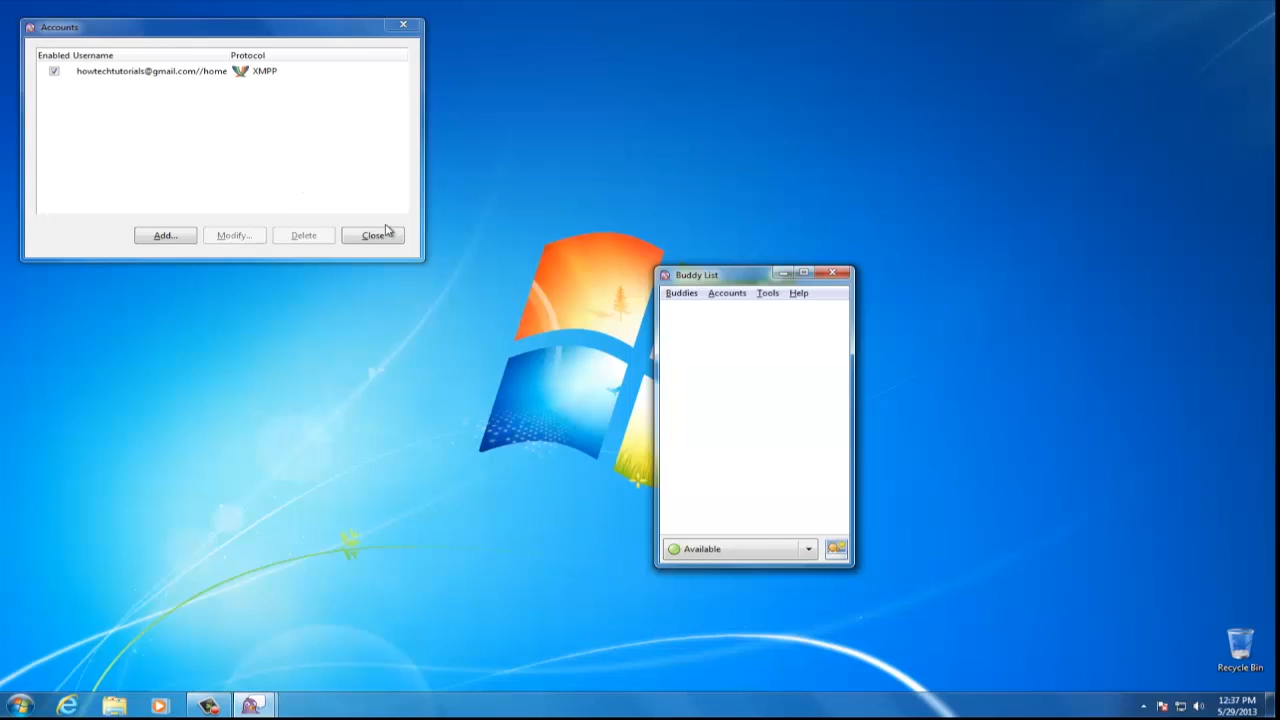 Accounts
Enabled Username Protocol
howtechtutorials@gmail.com//home XMPP
Add... Modify... Delete Close
Buddy List
Buddies Accounts Tools Help
Available
Recycle Bin
12:37 PM
5/29/2013